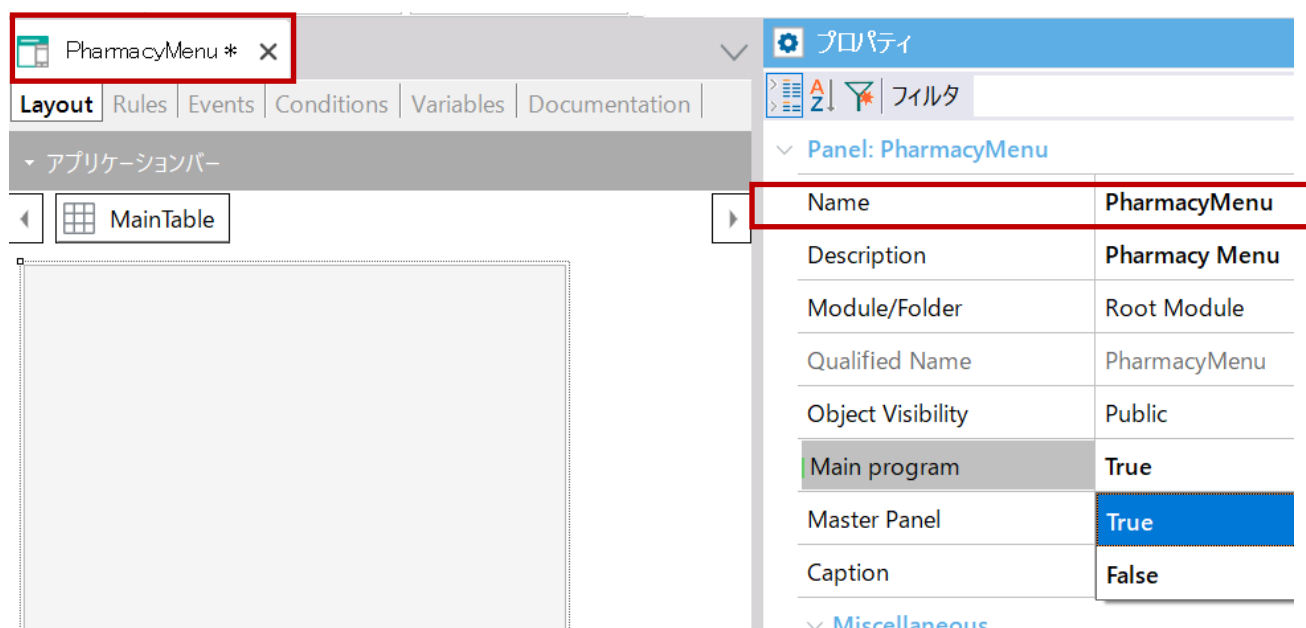 PharmacyMenu *
Layout Rules Events Conditions Variables Documentation
アプリケーションバー
MainTable
プロパティ
フィルタ
Panel: PharmacyMenu
Name PharmacyMenu
Description Pharmacy Menu
Module/Folder Root Module
Qualified Name PharmacyMenu
Object Visibility Public
Main program True
Master Panel True
Caption False
Miscellaneous